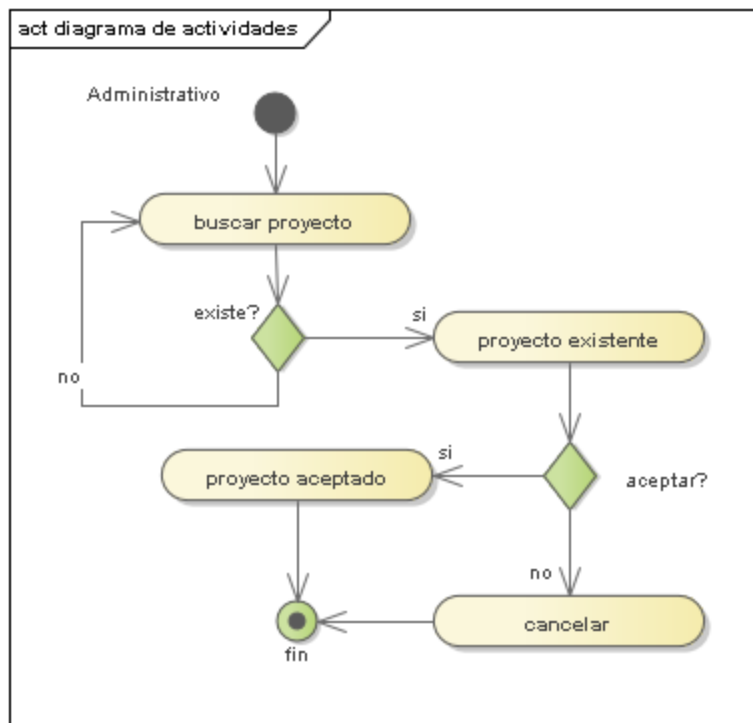 act diagrama de actividades
Administrativo
buscar proyecto
existe?
si
proyecto existente
no
si
proyecto aceptado
aceptar?
no
cancelar
fin